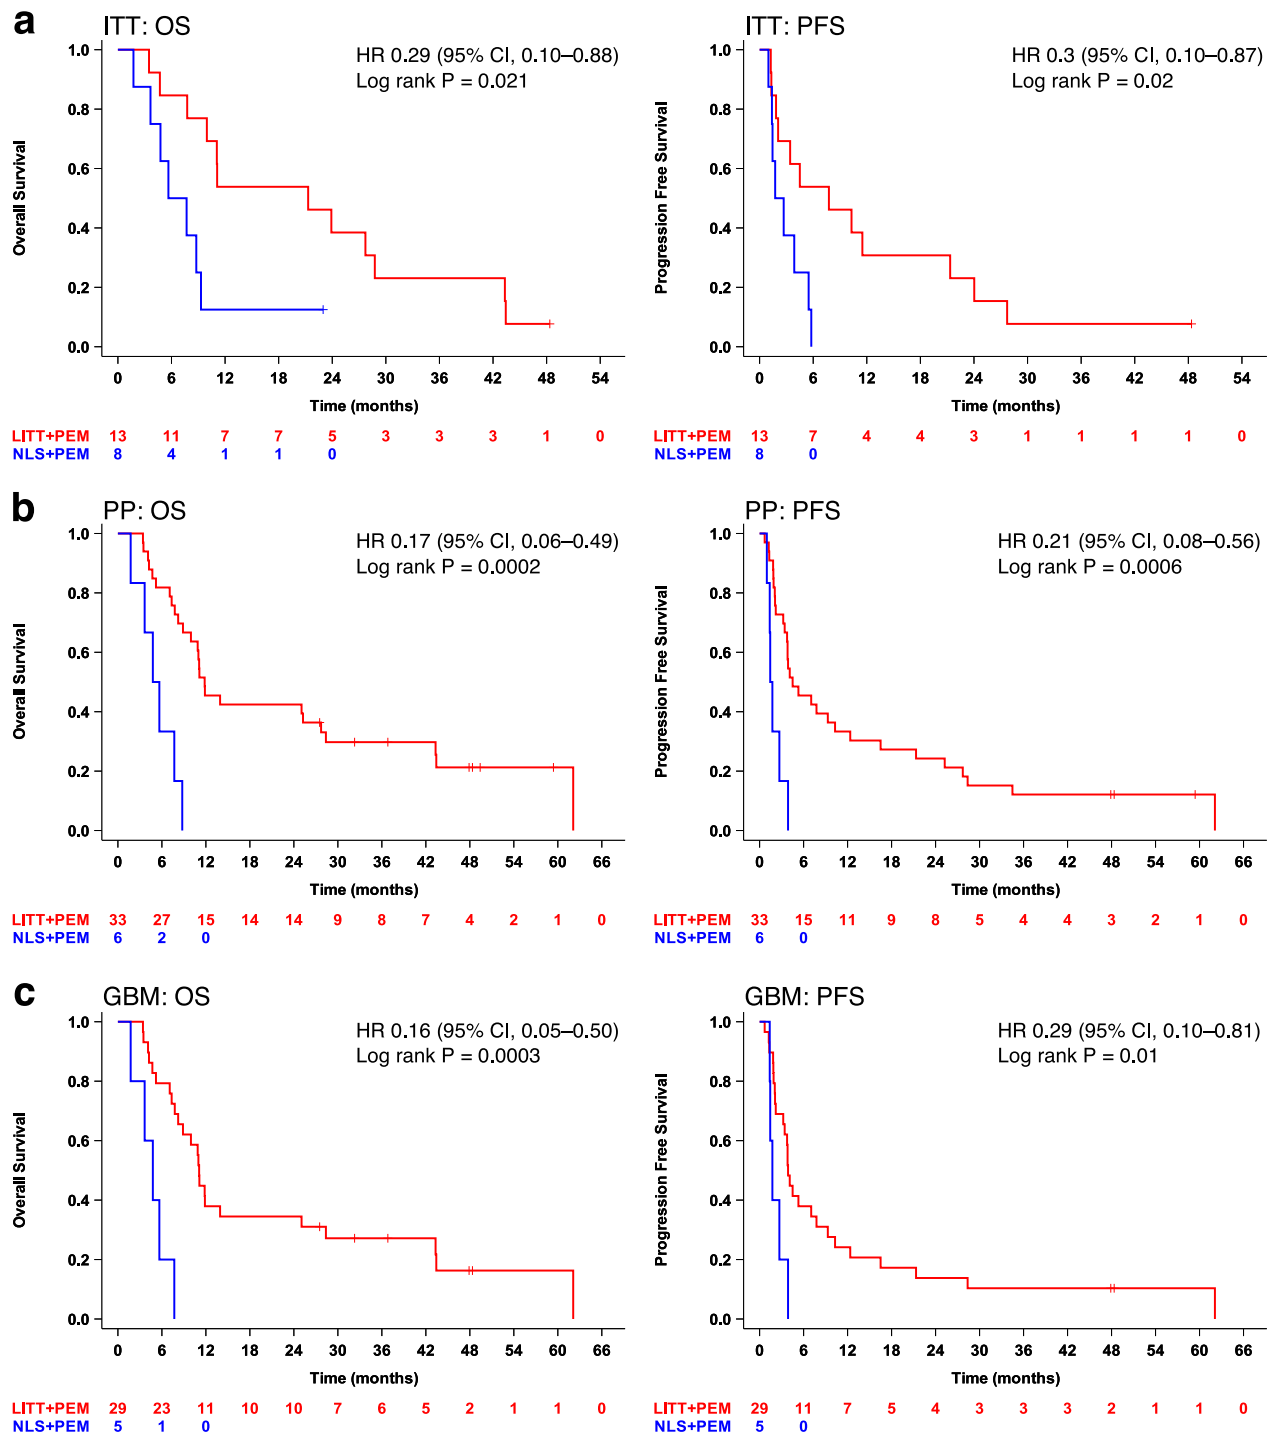 a
ITT: OS
HR 0.29 (95% CI, 0.10–0.88)
Log rank P = 0.021
Overall Survival
1.0
0.8
0.6
0.4
0.2
0.0
0 6 12 18 24 30 36 42 48 54
Time (months)
LITT+PEM 13 11 7 7 5 3 3 3 1 0
NLS+PEM 8 4 1 1 0
ITT: PFS
HR 0.3 (95% CI, 0.10–0.87)
Log rank P = 0.02
Progression Free Survival
1.0
0.8
0.6
0.4
0.2
0.0
0 6 12 18 24 30 36 42 48 54
Time (months)
LITT+PEM 13 7 4 4 3 1 1 1 1 0
NLS+PEM 8 0
b
PP: OS
HR 0.17 (95% CI, 0.06–0.49)
Log rank P = 0.0002
Overall Survival
1.0
0.8
0.6
0.4
0.2
0.0
0 6 12 18 24 30 36 42 48 54 60 66
Time (months)
LITT+PEM 33 27 15 14 14 9 8 7 4 2 1 0
NLS+PEM 6 2 0
PP: PFS
HR 0.21 (95% CI, 0.08–0.56)
Log rank P = 0.0006
Progression Free Survival
1.0
0.8
0.6
0.4
0.2
0.0
0 6 12 18 24 30 36 42 48 54 60 66
Time (months)
LITT+PEM 33 15 11 9 8 5 4 4 3 2 1 0
NLS+PEM 6 0
c
GBM: OS
HR 0.16 (95% CI, 0.05–0.50)
Log rank P = 0.0003
Overall Survival
1.0
0.8
0.6
0.4
0.2
0.0
0 6 12 18 24 30 36 42 48 54 60 66
Time (months)
LITT+PEM 29 23 11 10 10 7 6 5 2 1 1 0
NLS+PEM 5 1 0
GBM: PFS
HR 0.29 (95% CI, 0.10–0.81)
Log rank P = 0.01
Progression Free Survival
1.0
0.8
0.6
0.4
0.2
0.0
0 6 12 18 24 30 36 42 48 54 60 66
Time (months)
LITT+PEM 29 11 7 5 4 3 3 3 2 1 1 0
NLS+PEM 5 0